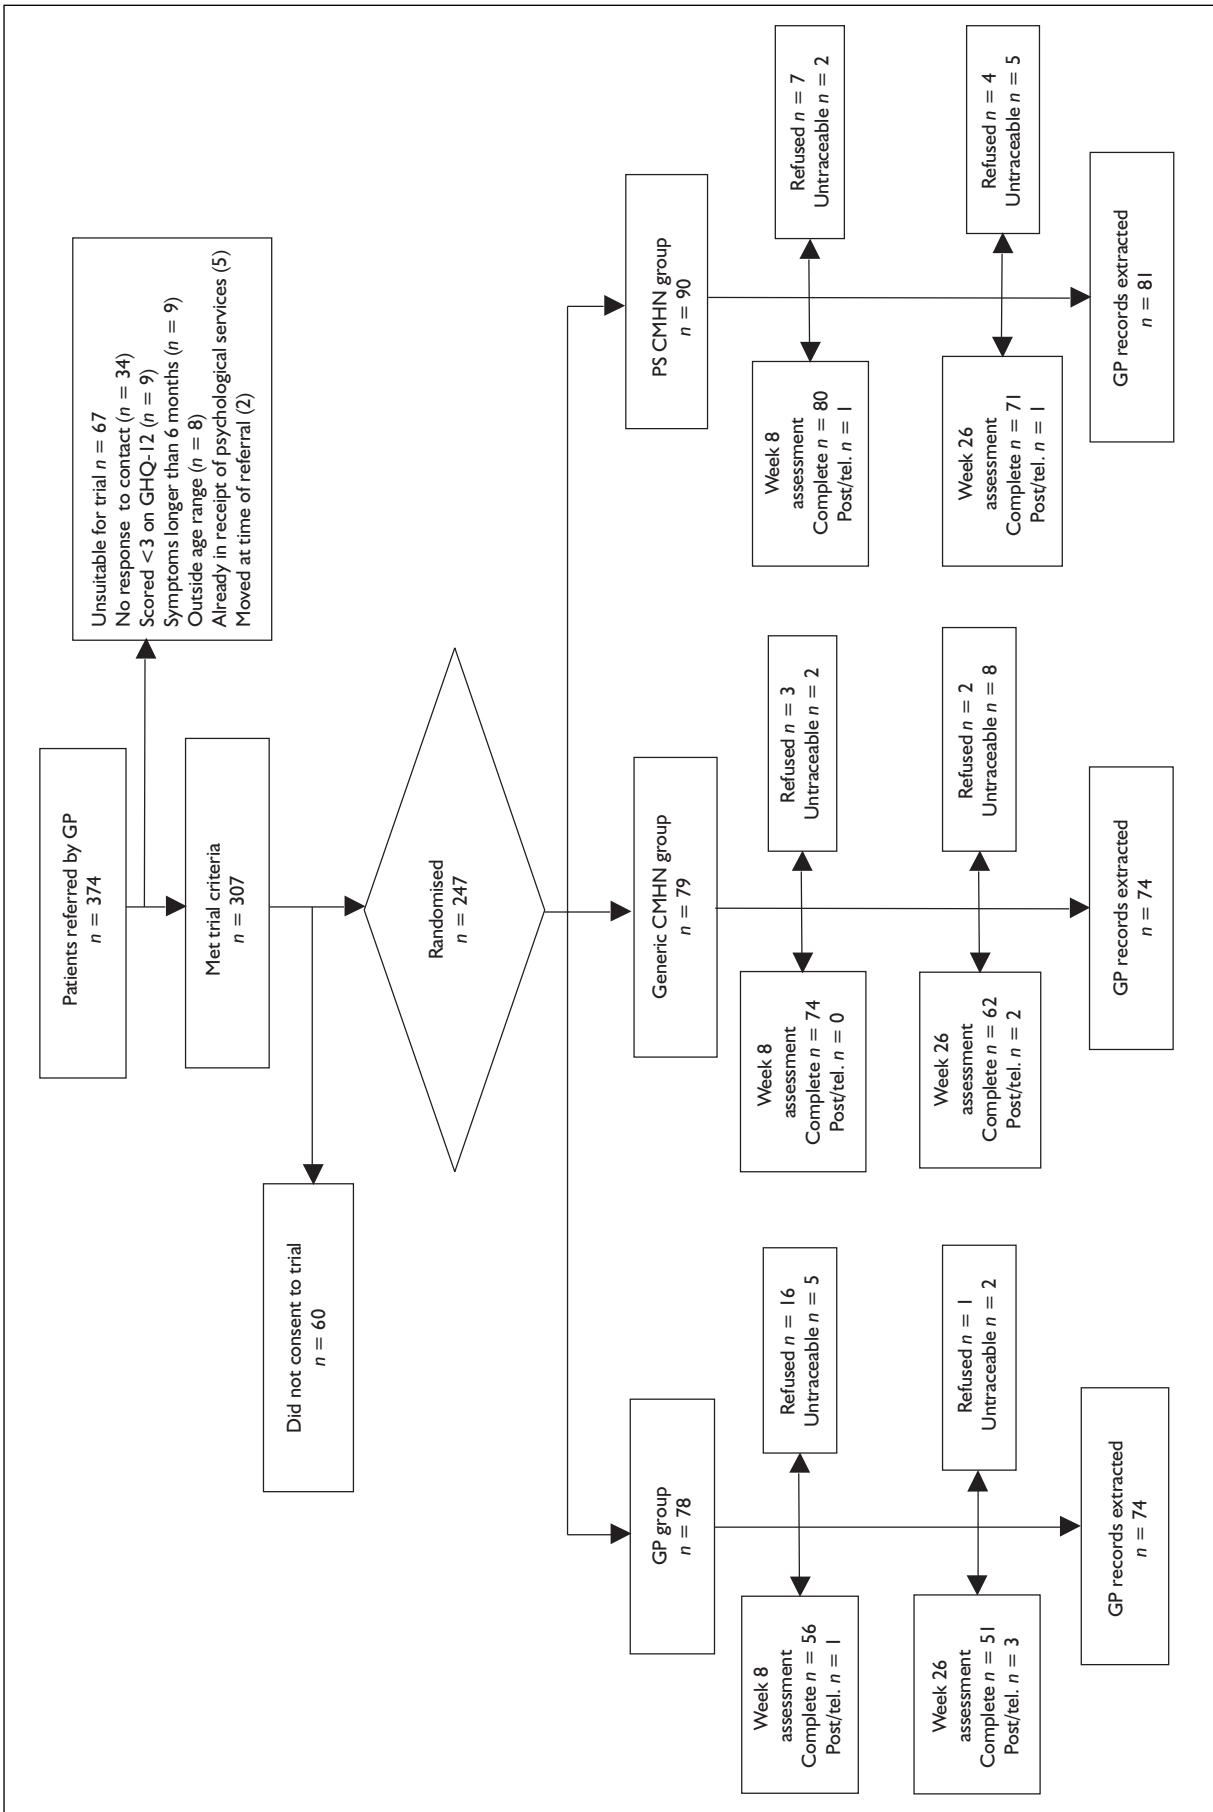 Patients referred by GP
n = 374
Unsuitable for trial n = 67
No response to contact (n = 34)
Scored <3 on GHQ-12 (n = 9)
Symptoms longer than 6 months (n = 9)
Outside age range (n = 8)
Already in receipt of psychological services (5)
Moved at time of referral (2)
Met trial criteria
n = 307
Did not consent to trial
n = 60
Randomised
n = 247
GP group
n = 78
Week 8
assessment
Complete n = 56
Post/tel. n = 1
Refused n = 16
Untraceable n = 5
Week 26
assessment
Complete n = 51
Post/tel. n = 3
Refused n = 1
Untraceable n = 2
GP records extracted
n = 74
Generic CMHN group
n = 79
Week 8
assessment
Complete n = 74
Post/tel. n = 0
Refused n = 3
Untraceable n = 2
Week 26
assessment
Complete n = 62
Post/tel. n = 2
Refused n = 2
Untraceable n = 8
GP records extracted
n = 74
PS CMHN group
n = 90
Week 8
assessment
Complete n = 80
Post/tel. n = 1
Refused n = 7
Untraceable n = 2
Week 26
assessment
Complete n = 71
Post/tel. n = 1
Refused n = 4
Untraceable n = 5
GP records extracted
n = 81